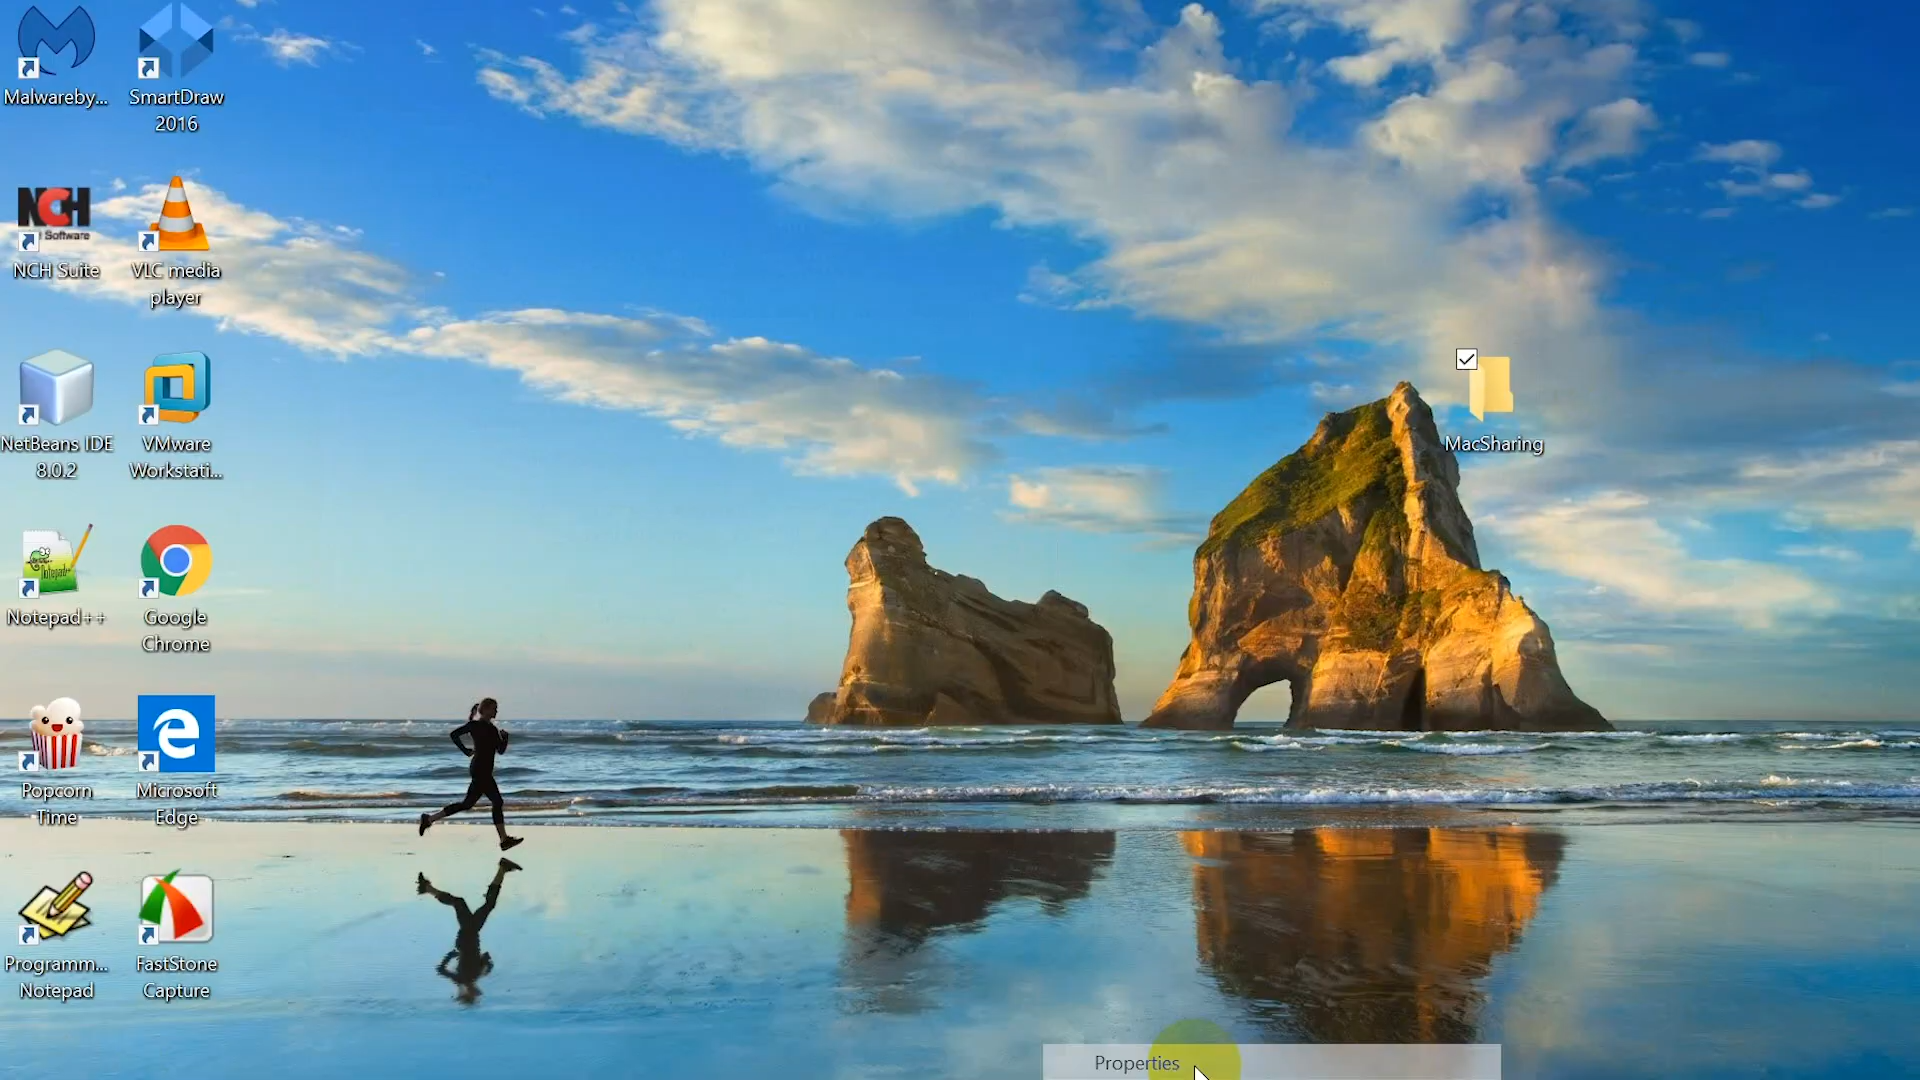 Malwareby...
SmartDraw
2016
NCH
Software
NCH Suite
VLC media
player
NetBeans IDE
8.0.2
VMware
Workstati...
MacSharing
Notepad++
Notepad++
Google
Chrome
Popcorn
Time
Microsoft
Edge
Programm...
Notepad
FastStone
Capture
Properties